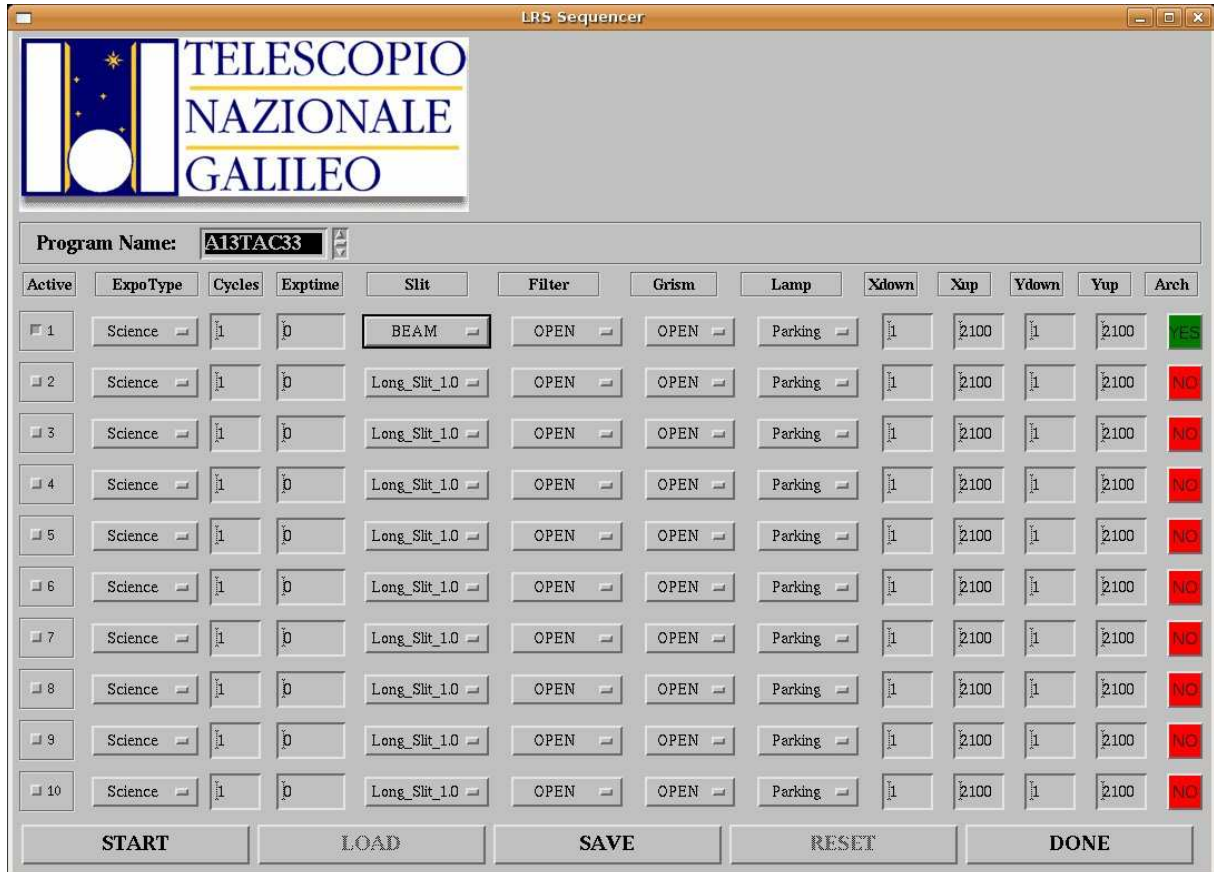 LRS Sequencer
TELESCOPIO
NAZIONALE
GALILEO
Program Name: A13TAC33
Active ExpoType Cycles Exptime Slit Filter Grism Lamp Xdown Xup Ydown Yup Arch
1 Science 1 0 BEAM OPEN OPEN Parking 1 2100 1 2100 YES
2 Science 1 0 Long_Slit_1.0 OPEN OPEN Parking 1 2100 1 2100 NO
3 Science 1 0 Long_Slit_1.0 OPEN OPEN Parking 1 2100 1 2100 NO
4 Science 1 0 Long_Slit_1.0 OPEN OPEN Parking 1 2100 1 2100 NO
5 Science 1 0 Long_Slit_1.0 OPEN OPEN Parking 1 2100 1 2100 NO
6 Science 1 0 Long_Slit_1.0 OPEN OPEN Parking 1 2100 1 2100 NO
7 Science 1 0 Long_Slit_1.0 OPEN OPEN Parking 1 2100 1 2100 NO
8 Science 1 0 Long_Slit_1.0 OPEN OPEN Parking 1 2100 1 2100 NO
9 Science 1 0 Long_Slit_1.0 OPEN OPEN Parking 1 2100 1 2100 NO
10 Science 1 0 Long_Slit_1.0 OPEN OPEN Parking 1 2100 1 2100 NO
START LOAD SAVE RESET DONE